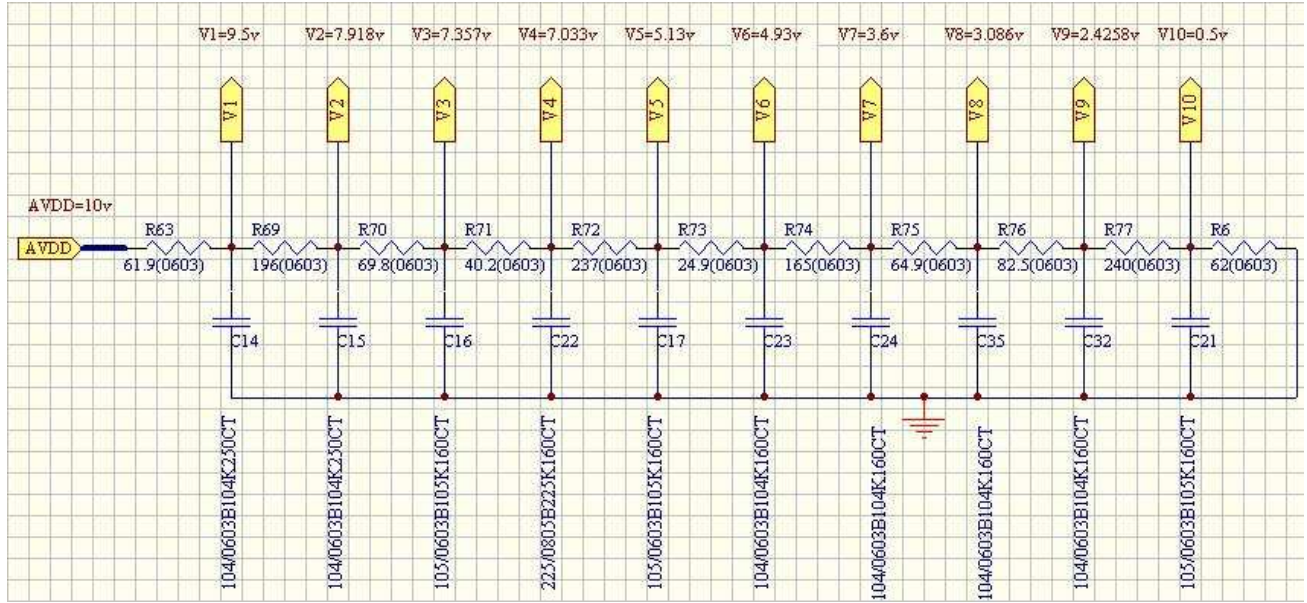 V1=9.5v V2=7.918v V3=7.357v V4=7.033v V5=5.13v V6=4.93v V7=3.6v V8=3.086v V9=2.4258v V10=0.5v
V1 V2 V3 V4 V5 V6 V7 V8 V9 V10
AVDD=10v
R63 R69 R70 R71 R72 R73 R74 R75 R76 R77 R6
AVDD
61.9(0603) 196(0603) 69.8(0603) 40.2(0603) 237(0603) 24.9(0603) 165(0603) 64.9(0603) 82.5(0603) 240(0603) 62(0603)
C14 C15 C16 C22 C17 C23 C24 C35 C32 C21
104/0603B104K250CT
104/0603B104K250CT
105/0603B105K160CT
225/0805B225K160CT
105/0603B105K160CT
104/0603B104K160CT
104/0603B104K160CT
104/0603B104K160CT
104/0603B104K160CT
105/0603B105K160CT